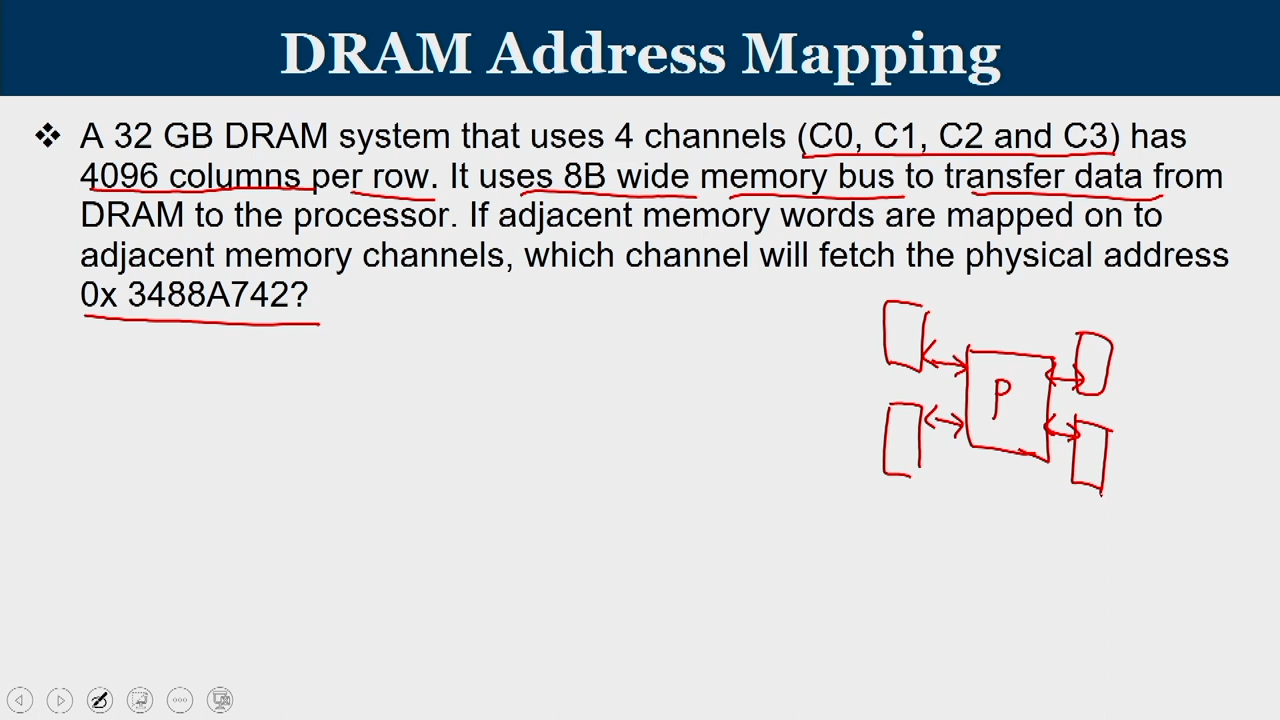 DRAM Address Mapping
❖ A 32 GB DRAM system that uses 4 channels (C0, C1, C2 and C3) has
4096 columns per row. It uses 8B wide memory bus to transfer data from
DRAM to the processor. If adjacent memory words are mapped on to
adjacent memory channels, which channel will fetch the physical address
0x 3488A742?
P